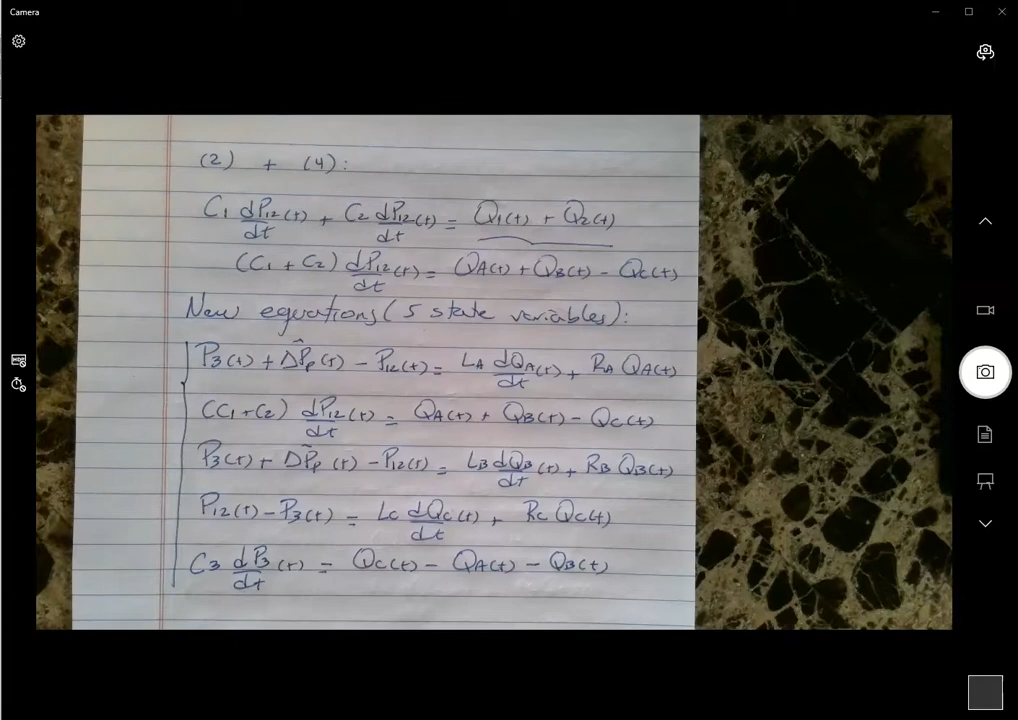 Camera
(2) + (4):
C1 dP12(t)/dt + C2 dP12(t)/dt = Q1(t) + Q2(t)
(C1 + C2) dP12(t)/dt = QA(t) + QB(t) - QC(t)
New equations (5 state variables):
P3(t) + ΔP̂p(t) - P12(t) = LA dQA(t)/dt + RA QA(t)
(C1+C2) dP12(t)/dt = QA(t) + QB(t) - QC(t)
P3(t) + ΔP̃p(t) - P12(t) = LB dQB(t)/dt + RB QB(t)
P12(t) - P3(t) = LC dQC(t)/dt + RC QC(t)
C3 dP3(t)/dt = QC(t) - QA(t) - QB(t)